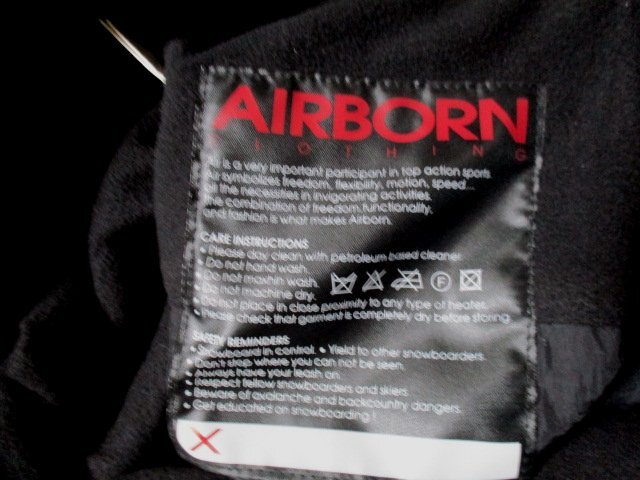 AIRBORN
CLOTHING
Air is a very important participant in top action sports.
Air symbolizes freedom, flexibility, motion, speed...
all the necessities in invigorating activities.
The combination of freedom, functionality,
and fashion is what makes Airborn.
CARE INSTRUCTIONS
• Please day clean with petroleum based cleaner.
• Do not hand wash.
• Do not maxhin wash.
• Do not machine dry.
F
• Do not place in close proximity to any type of heater.
• Please check that garment is completely dry before storing.
SAFETY REMINDERS
• Snowboard in control. • Yield to other snowboarders.
• Don't stop where you can not be seen.
• Always have your leash on.
• Respect fellow snowboarders and skiers.
• Beware of avalanche and backcountry dangers.
• Get educated on snowboarding !
X